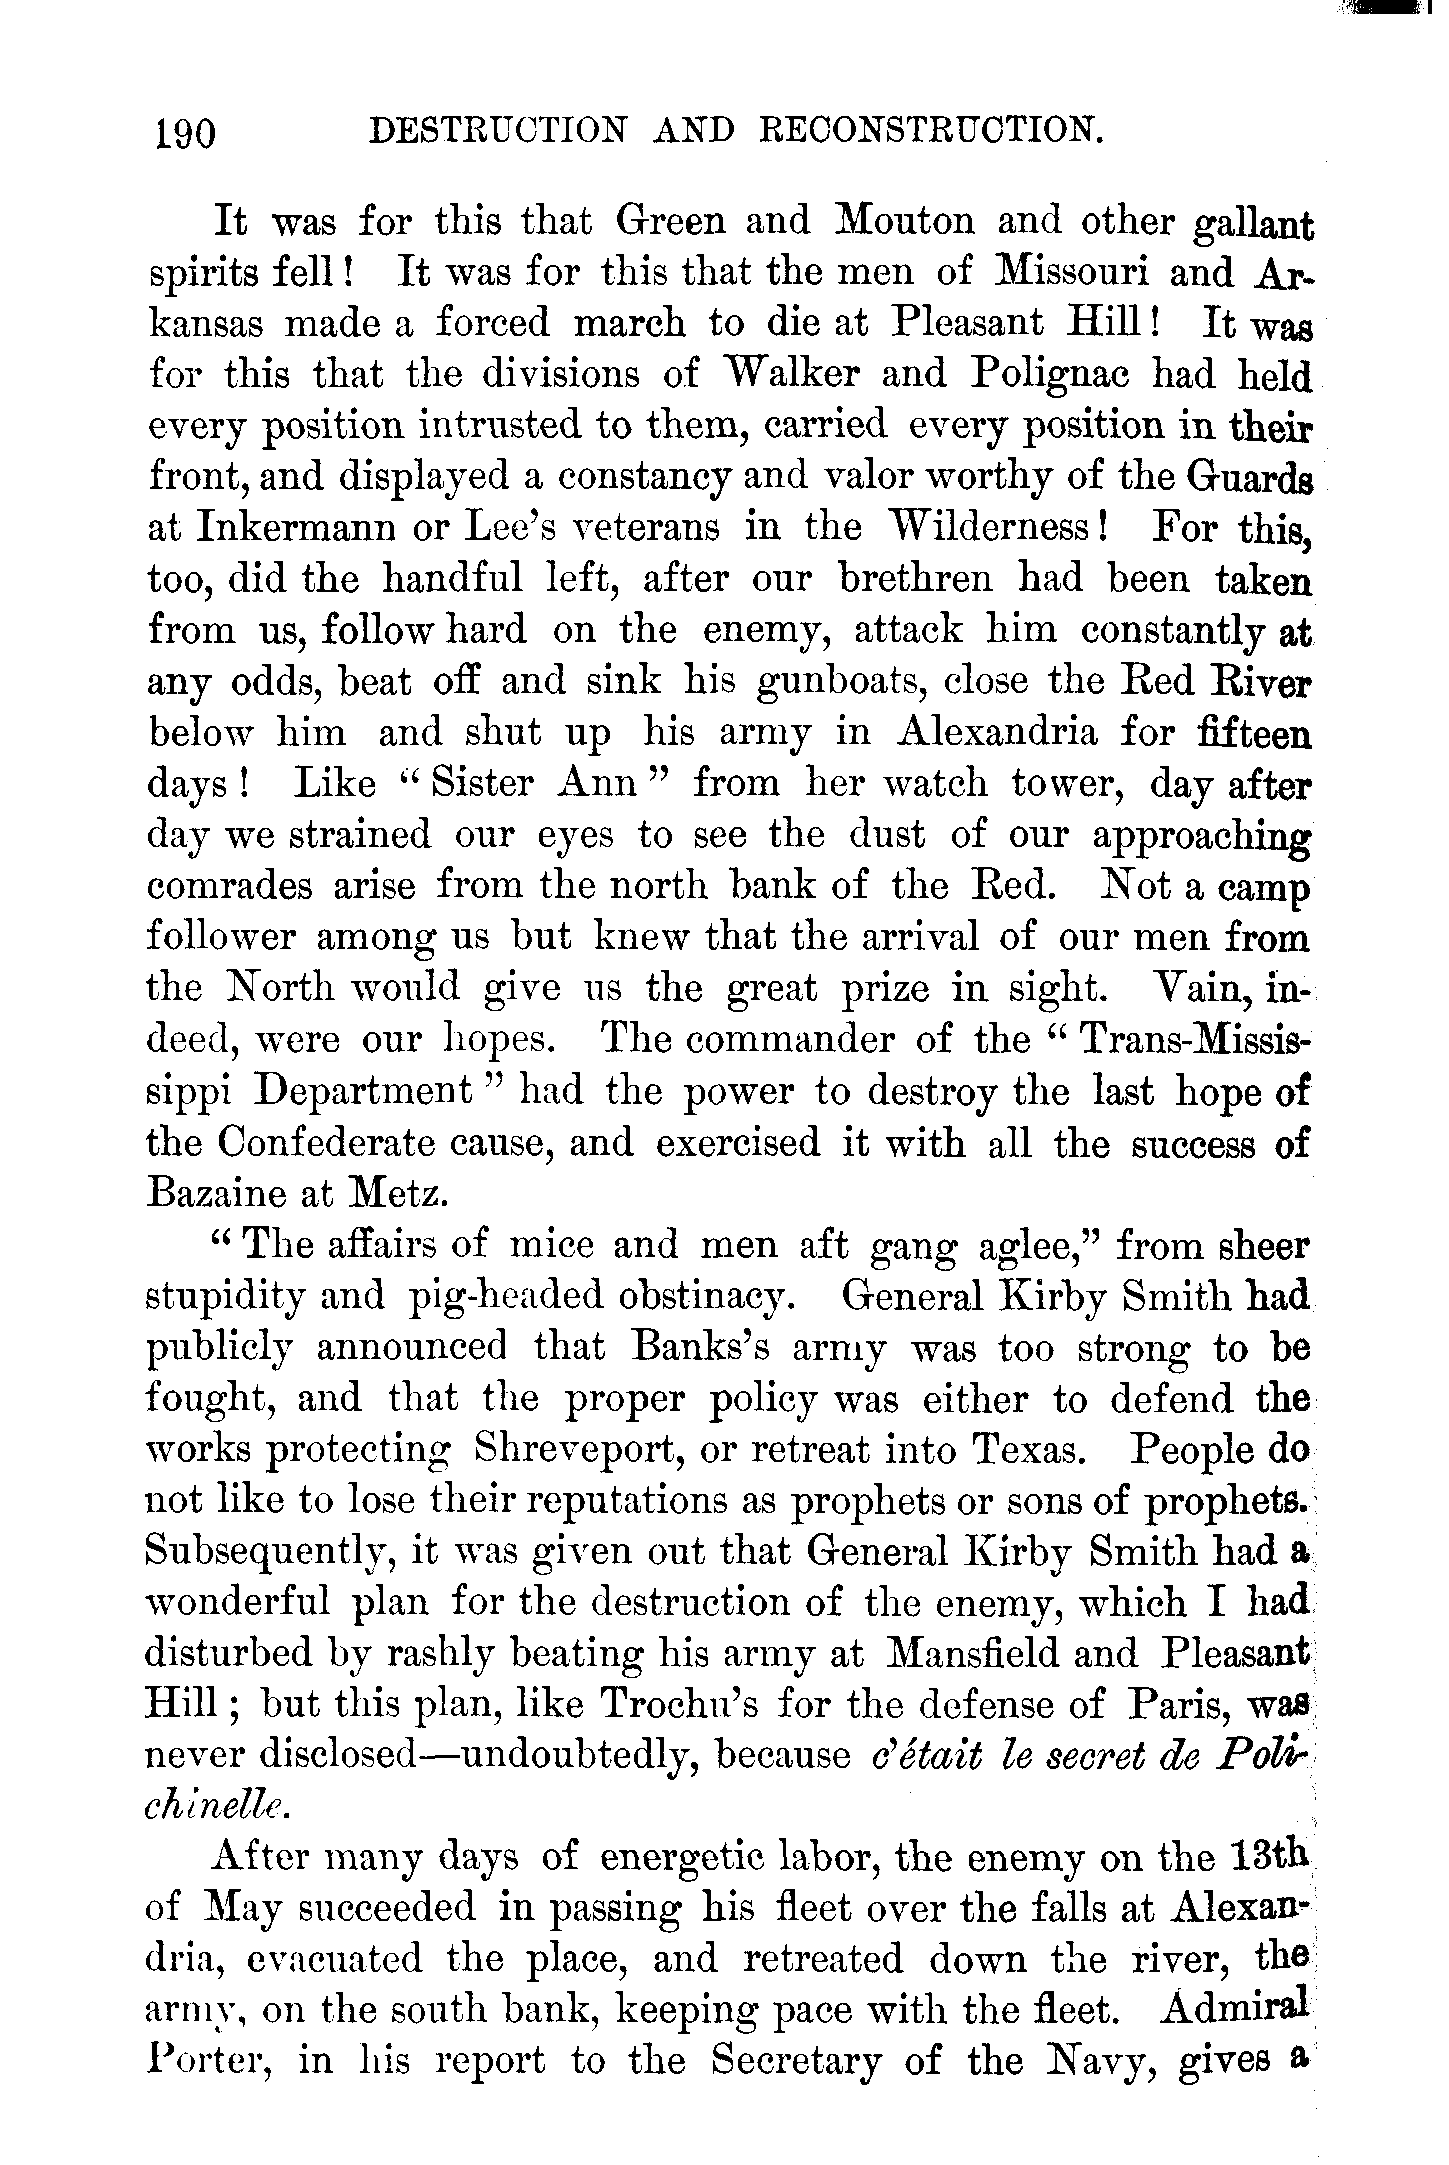 190 DESTRUCTION AND RECONSTRUCTION.
It was for this that Green and Mouton and other gallant
spirits fell! It was for this that the men of Missouri and Ar-
kansas made a forced march to die at Pleasant Hill! It was
for this that the divisions of Walker and Polignac had held
every position intrusted to them, carried every position in their
front, and displayed a constancy and valor worthy of the Guards
at Inkermann or Lee's veterans in the Wilderness! For this,
too, did the handful left, after our brethren had been taken
from us, follow hard on the enemy, attack him constantly at
any odds, beat off and sink his gunboats, close the Red River
below him and shut up his army in Alexandria for fifteen
days! Like "Sister Ann" from her watch tower, day after
day we strained our eyes to see the dust of our approaching
comrades arise from the north bank of the Red. Not a camp
follower among us but knew that the arrival of our men from
the North would give us the great prize in sight. Vain, in-
deed, were our hopes. The commander of the "Trans-Missis-
sippi Department" had the power to destroy the last hope of
the Confederate cause, and exercised it with all the success of
Bazaine at Metz.
"The affairs of mice and men aft gang aglee," from sheer
stupidity and pig-headed obstinacy. General Kirby Smith had
publicly announced that Banks's army was too strong to be
fought, and that the proper policy was either to defend the
works protecting Shreveport, or retreat into Texas. People do
not like to lose their reputations as prophets or sons of prophets.
Subsequently, it was given out that General Kirby Smith had a
wonderful plan for the destruction of the enemy, which I had
disturbed by rashly beating his army at Mansfield and Pleasant
Hill; but this plan, like Trochu's for the defense of Paris, was
never disclosed—undoubtedly, because c'était le secret de Poli-
chinelle.
After many days of energetic labor, the enemy on the 13th
of May succeeded in passing his fleet over the falls at Alexan-
dria, evacuated the place, and retreated down the river, the
army, on the south bank, keeping pace with the fleet. Admiral
Porter, in his report to the Secretary of the Navy, gives a